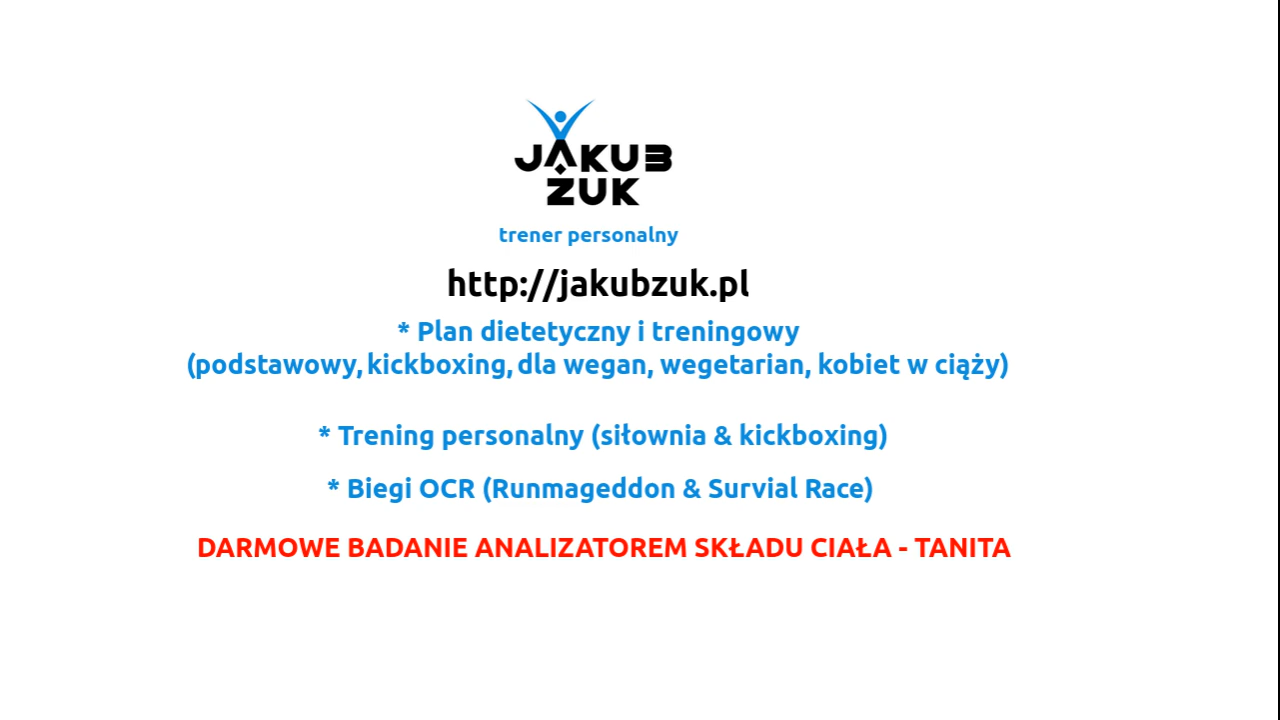 JAKUB
ŻUK
trener personalny
http://jakubzuk.pl
* Plan dietetyczny i treningowy
(podstawowy, kickboxing, dla wegan, wegetarian, kobiet w ciąży)
* Trening personalny (siłownia & kickboxing)
* Biegi OCR (Runmageddon & Survial Race)
DARMOWE BADANIE ANALIZATOREM SKŁADU CIAŁA - TANITA